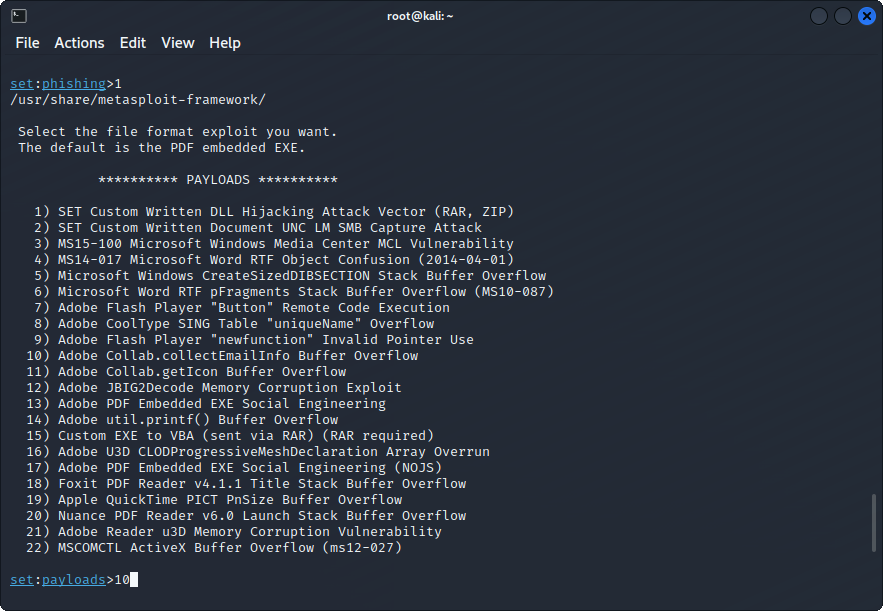 root@kali: ~
File Actions Edit View Help
set:phishing>1
/usr/share/metasploit-framework/
Select the file format exploit you want.
The default is the PDF embedded EXE.
********** PAYLOADS **********
1) SET Custom Written DLL Hijacking Attack Vector (RAR, ZIP)
2) SET Custom Written Document UNC LM SMB Capture Attack
3) MS15-100 Microsoft Windows Media Center MCL Vulnerability
4) MS14-017 Microsoft Word RTF Object Confusion (2014-04-01)
5) Microsoft Windows CreateSizedDIBSECTION Stack Buffer Overflow
6) Microsoft Word RTF pFragments Stack Buffer Overflow (MS10-087)
7) Adobe Flash Player "Button" Remote Code Execution
8) Adobe CoolType SING Table "uniqueName" Overflow
9) Adobe Flash Player "newfunction" Invalid Pointer Use
10) Adobe Collab.collectEmailInfo Buffer Overflow
11) Adobe Collab.getIcon Buffer Overflow
12) Adobe JBIG2Decode Memory Corruption Exploit
13) Adobe PDF Embedded EXE Social Engineering
14) Adobe util.printf() Buffer Overflow
15) Custom EXE to VBA (sent via RAR) (RAR required)
16) Adobe U3D CLODProgressiveMeshDeclaration Array Overrun
17) Adobe PDF Embedded EXE Social Engineering (NOJS)
18) Foxit PDF Reader v4.1.1 Title Stack Buffer Overflow
19) Apple QuickTime PICT PnSize Buffer Overflow
20) Nuance PDF Reader v6.0 Launch Stack Buffer Overflow
21) Adobe Reader u3D Memory Corruption Vulnerability
22) MSCOMCTL ActiveX Buffer Overflow (ms12-027)
set:payloads>10